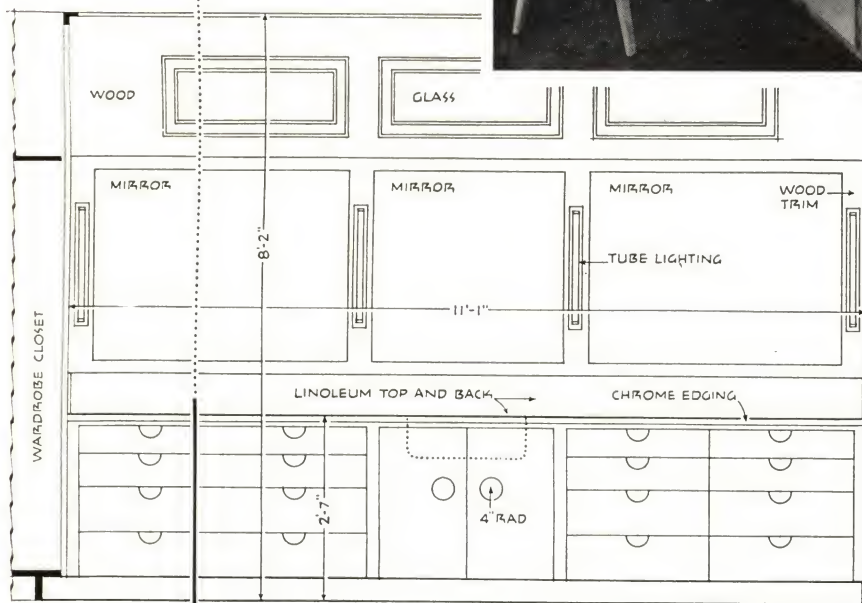 WOOD
GLASS
MIRROR
MIRROR
MIRROR
WOOD
TRIM
8'-2"
TUBE LIGHTING
11'-1"
WARDROBE CLOSET
LINOLEUM TOP AND BACK
CHROME EDGING
2'-7"
4" RAD